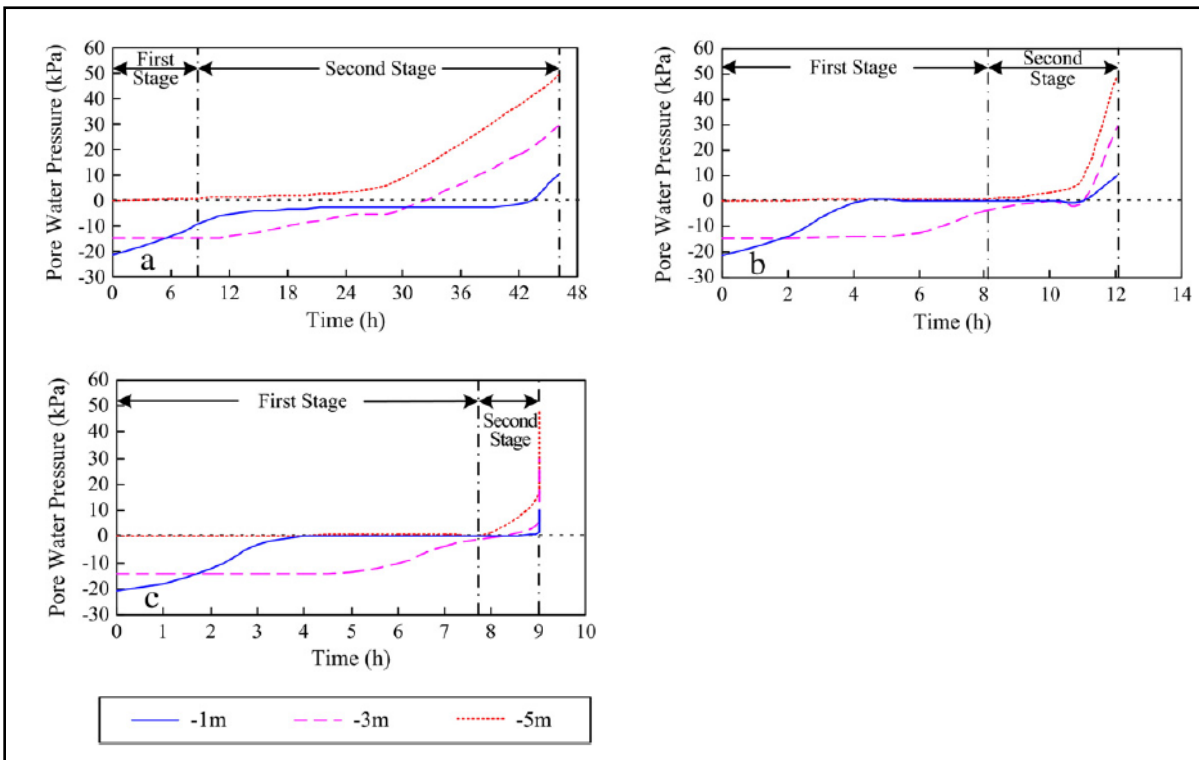 Pore Water Pressure (kPa)
60
50
40
30
20
10
0
-10
-20
-30
First
Stage
Second Stage
a
0 6 12 18 24 30 36 42 48
Time (h)
Pore Water Pressure (kPa)
60
50
40
30
20
10
0
-10
-20
-30
First Stage
Second
Stage
b
0 2 4 6 8 10 12 14
Time (h)
Pore Water Pressure (kPa)
60
50
40
30
20
10
0
-10
-20
-30
First Stage
Second
Stage
c
0 1 2 3 4 5 6 7 8 9 10
Time (h)
-1m -3m -5m